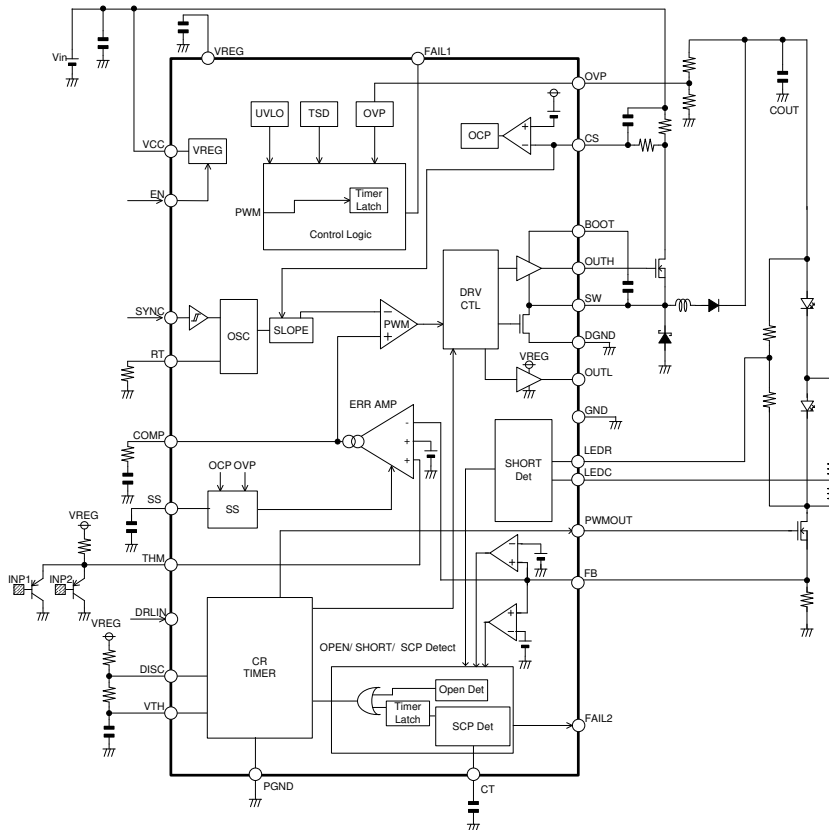 VREG
FAIL1
Vin
OVP
COUT
UVLO
TSD
OVP
OCP
+
−
CS
VCC
VREG
EN
Timer
Latch
PWM
Control Logic
BOOT
OUTH
DRV
CTL
SW
SYNC
OSC
SLOPE
−
PWM
+
DGND
RT
VREG
OUTL
ERR AMP
GND
COMP
-
+
+
SHORT
Det
LEDR
LEDC
OCP OVP
SS
SS
VREG
PWMOUT
THM
−
+
FB
INP1
INP2
DRLIN
VREG
+
−
OPEN/ SHORT/ SCP Detect
CR
TIMER
DISC
Open Det
Timer
Latch
SCP Det
VTH
FAIL2
PGND
CT